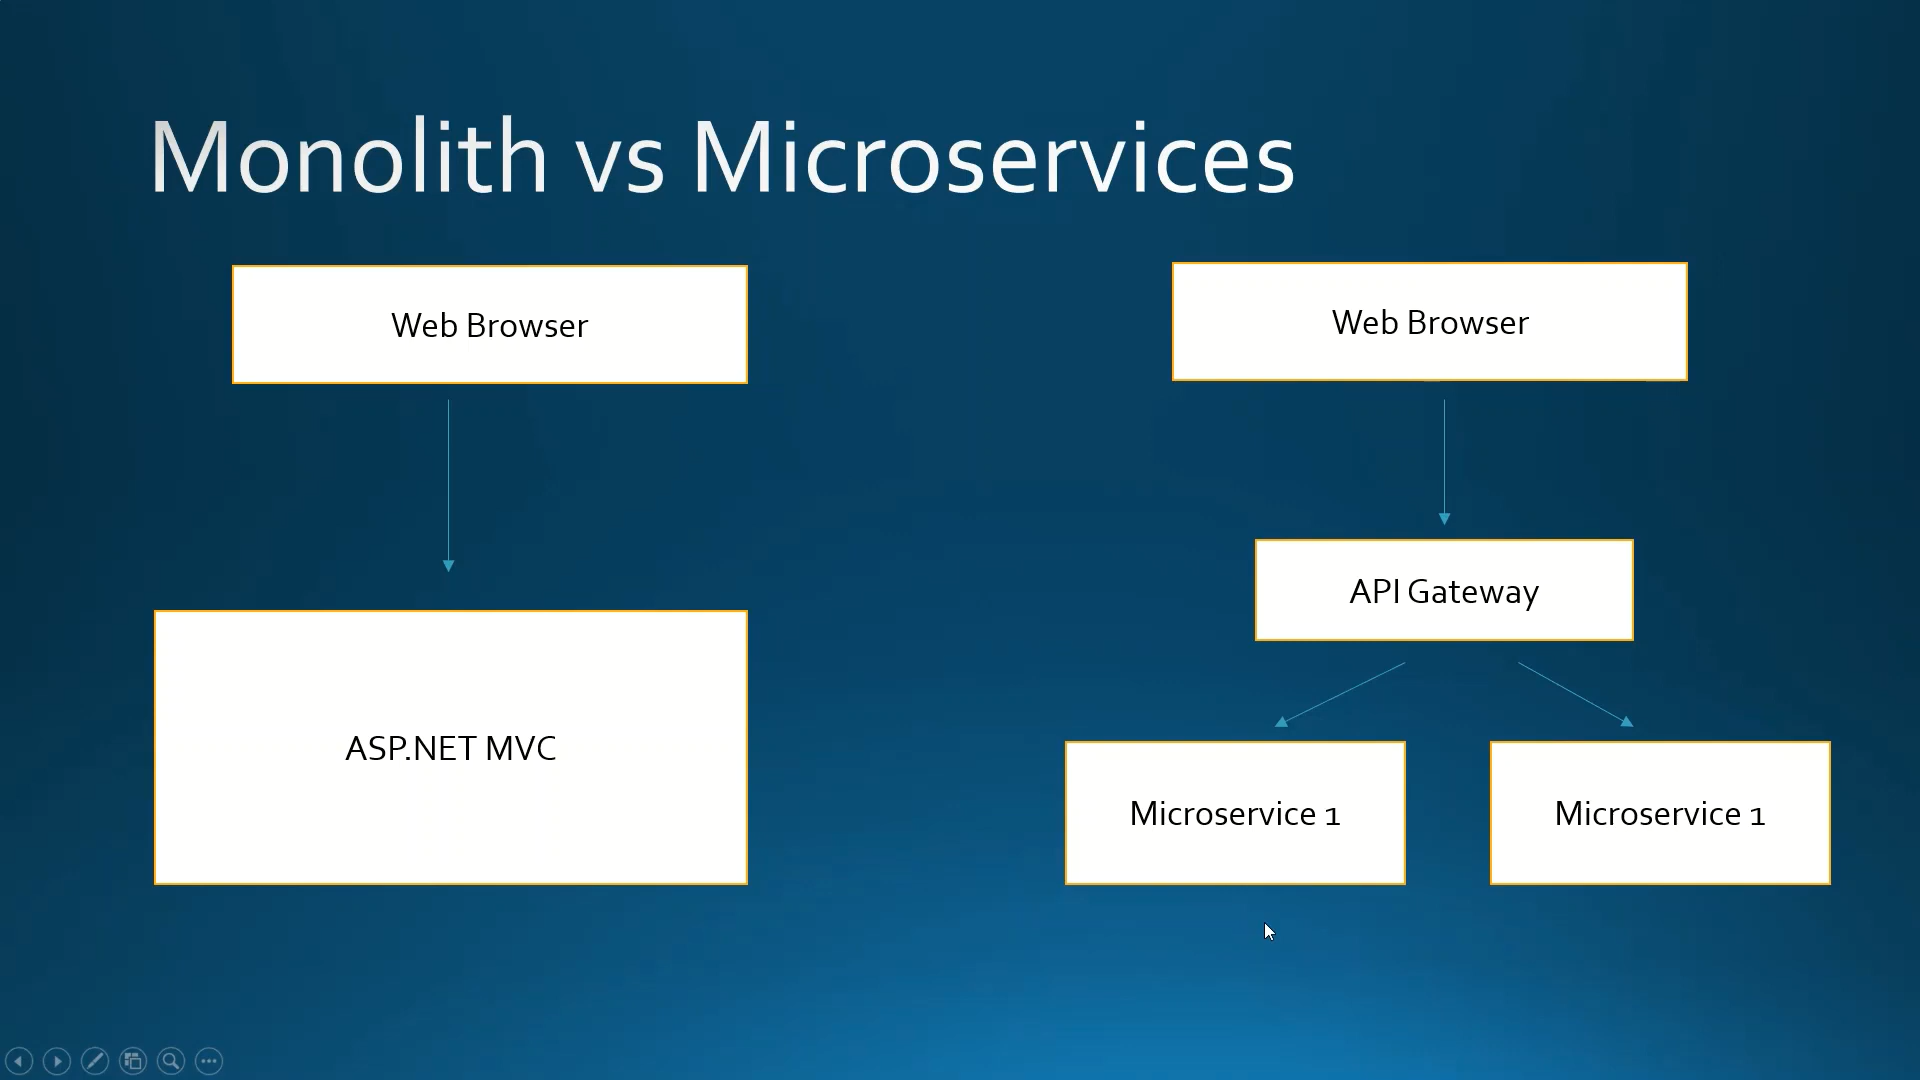 Monolith vs Microservices
Web Browser
ASP.NET MVC
Web Browser
API Gateway
Microservice 1
Microservice 1